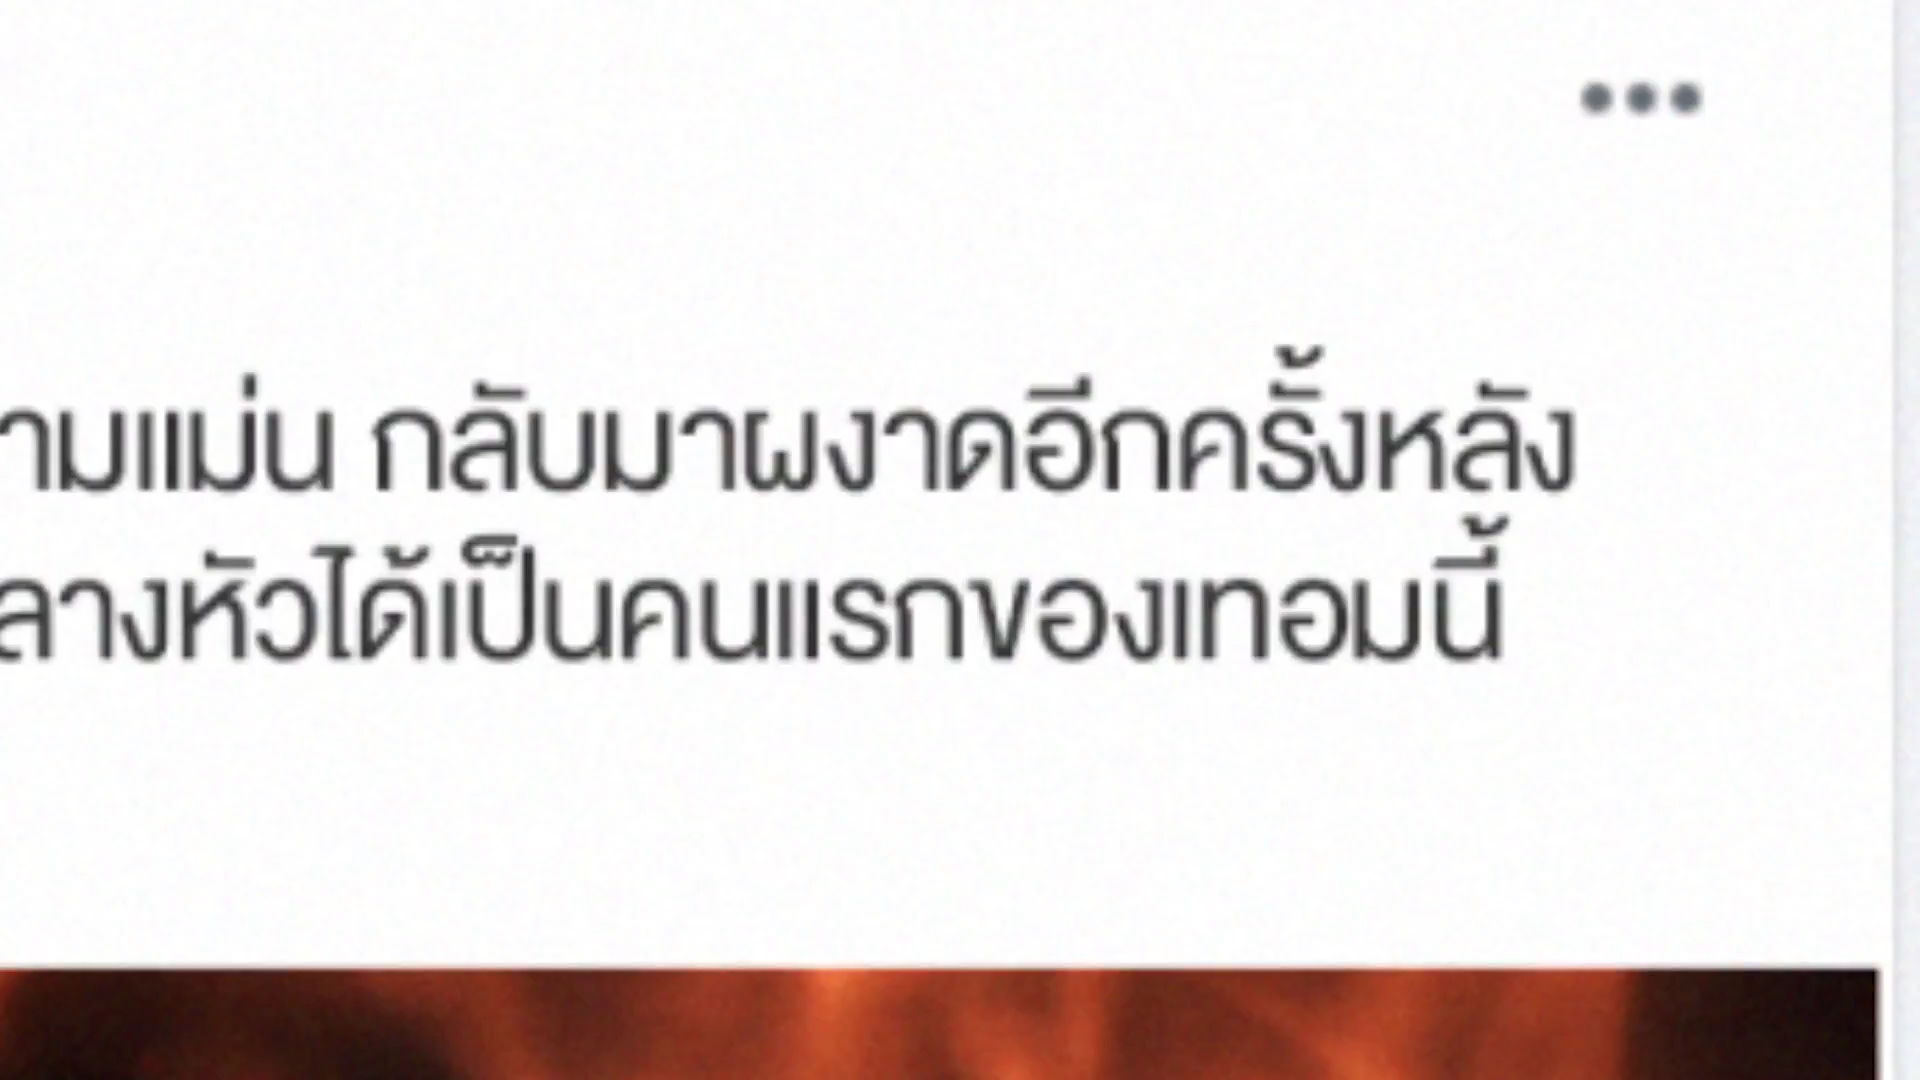 ามแม่น กลับมาผงาดอีกครั้งหลัง
ลางหัวได้เป็นคนแรกของเทอมนี้